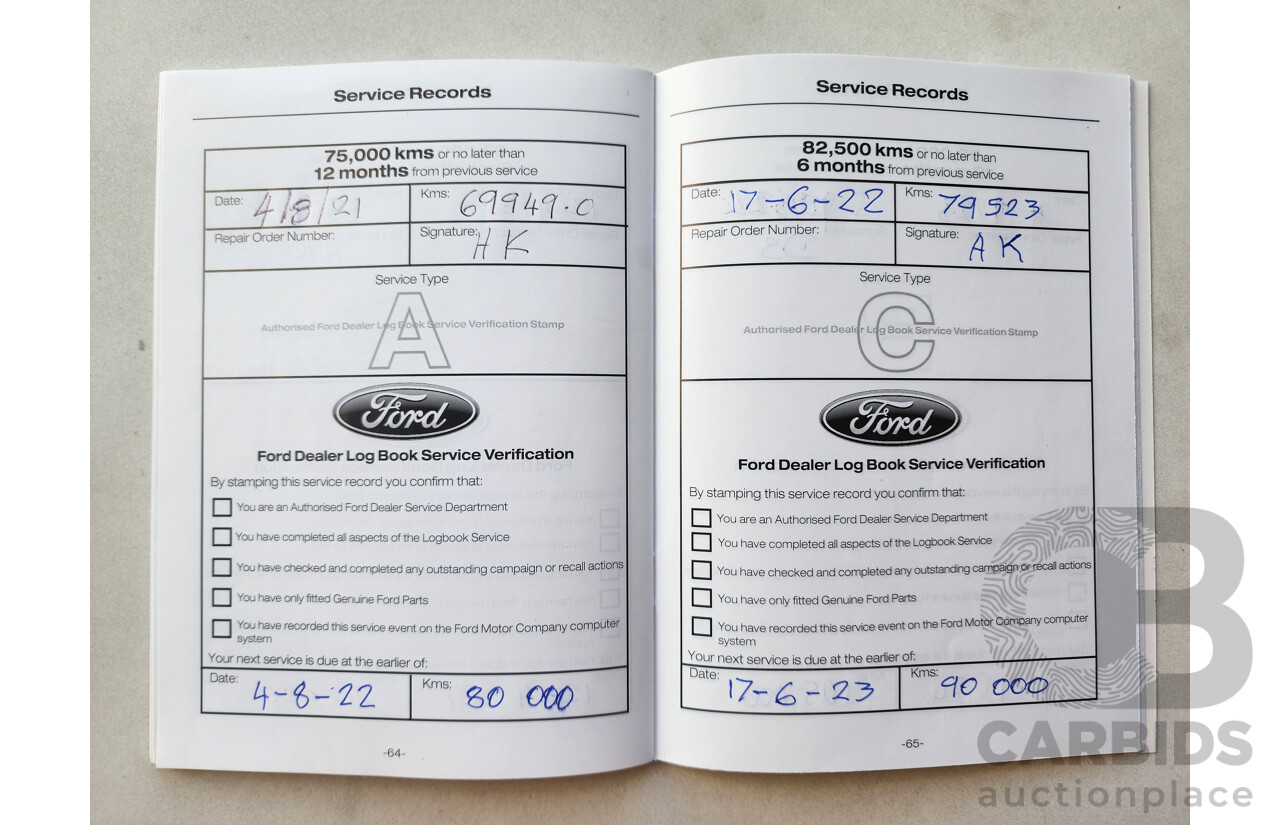 Service Records
75,000 kms or no later than
12 months from previous service
Date: 4/8/21 Kms: 69949.0
Repair Order Number: Signature: HK
Service Type
A
Authorised Ford Dealer Log Book Service Verification Stamp
Ford
Ford Dealer Log Book Service Verification
By stamping this service record you confirm that:
You are an Authorised Ford Dealer Service Department
You have completed all aspects of the Logbook Service
You have checked and completed any outstanding campaign or recall actions
You have only fitted Genuine Ford Parts
You have recorded this service event on the Ford Motor Company computer
system
Your next service is due at the earlier of:
Date: 4-8-22 Kms: 80 000
-64-
Service Records
82,500 kms or no later than
6 months from previous service
Date: 17-6-22 Kms: 79523
Repair Order Number: Signature: AK
Service Type
C
Authorised Ford Dealer Log Book Service Verification Stamp
Ford
Ford Dealer Log Book Service Verification
By stamping this service record you confirm that:
You are an Authorised Ford Dealer Service Department
You have completed all aspects of the Logbook Service
You have checked and completed any outstanding campaign or recall actions
You have only fitted Genuine Ford Parts
You have recorded this service event on the Ford Motor Company computer
system
Your next service is due at the earlier of:
Date: 17-6-23 Kms: 90 000
-65-
CB
CARBIDS
auctionplace